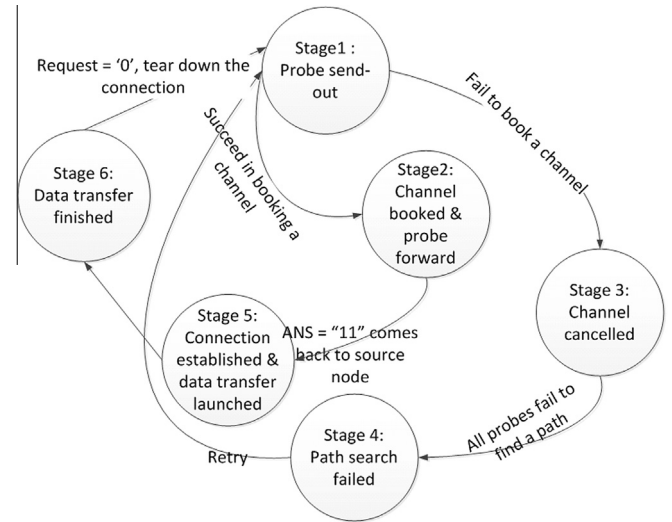 Stage1 :
Probe send-
out
Request = ‘0’, tear down the
connection
Fail to book a channel
Succeed in booking a
channel
Stage 6:
Data transfer
finished
Stage2:
Channel
booked &
probe
forward
Stage 3:
Channel
cancelled
Stage 5:
Connection
established &
data transfer
launched
ANS = “11” comes
back to source
node
All probes fail to
find a path
Stage 4:
Path search
failed
Retry